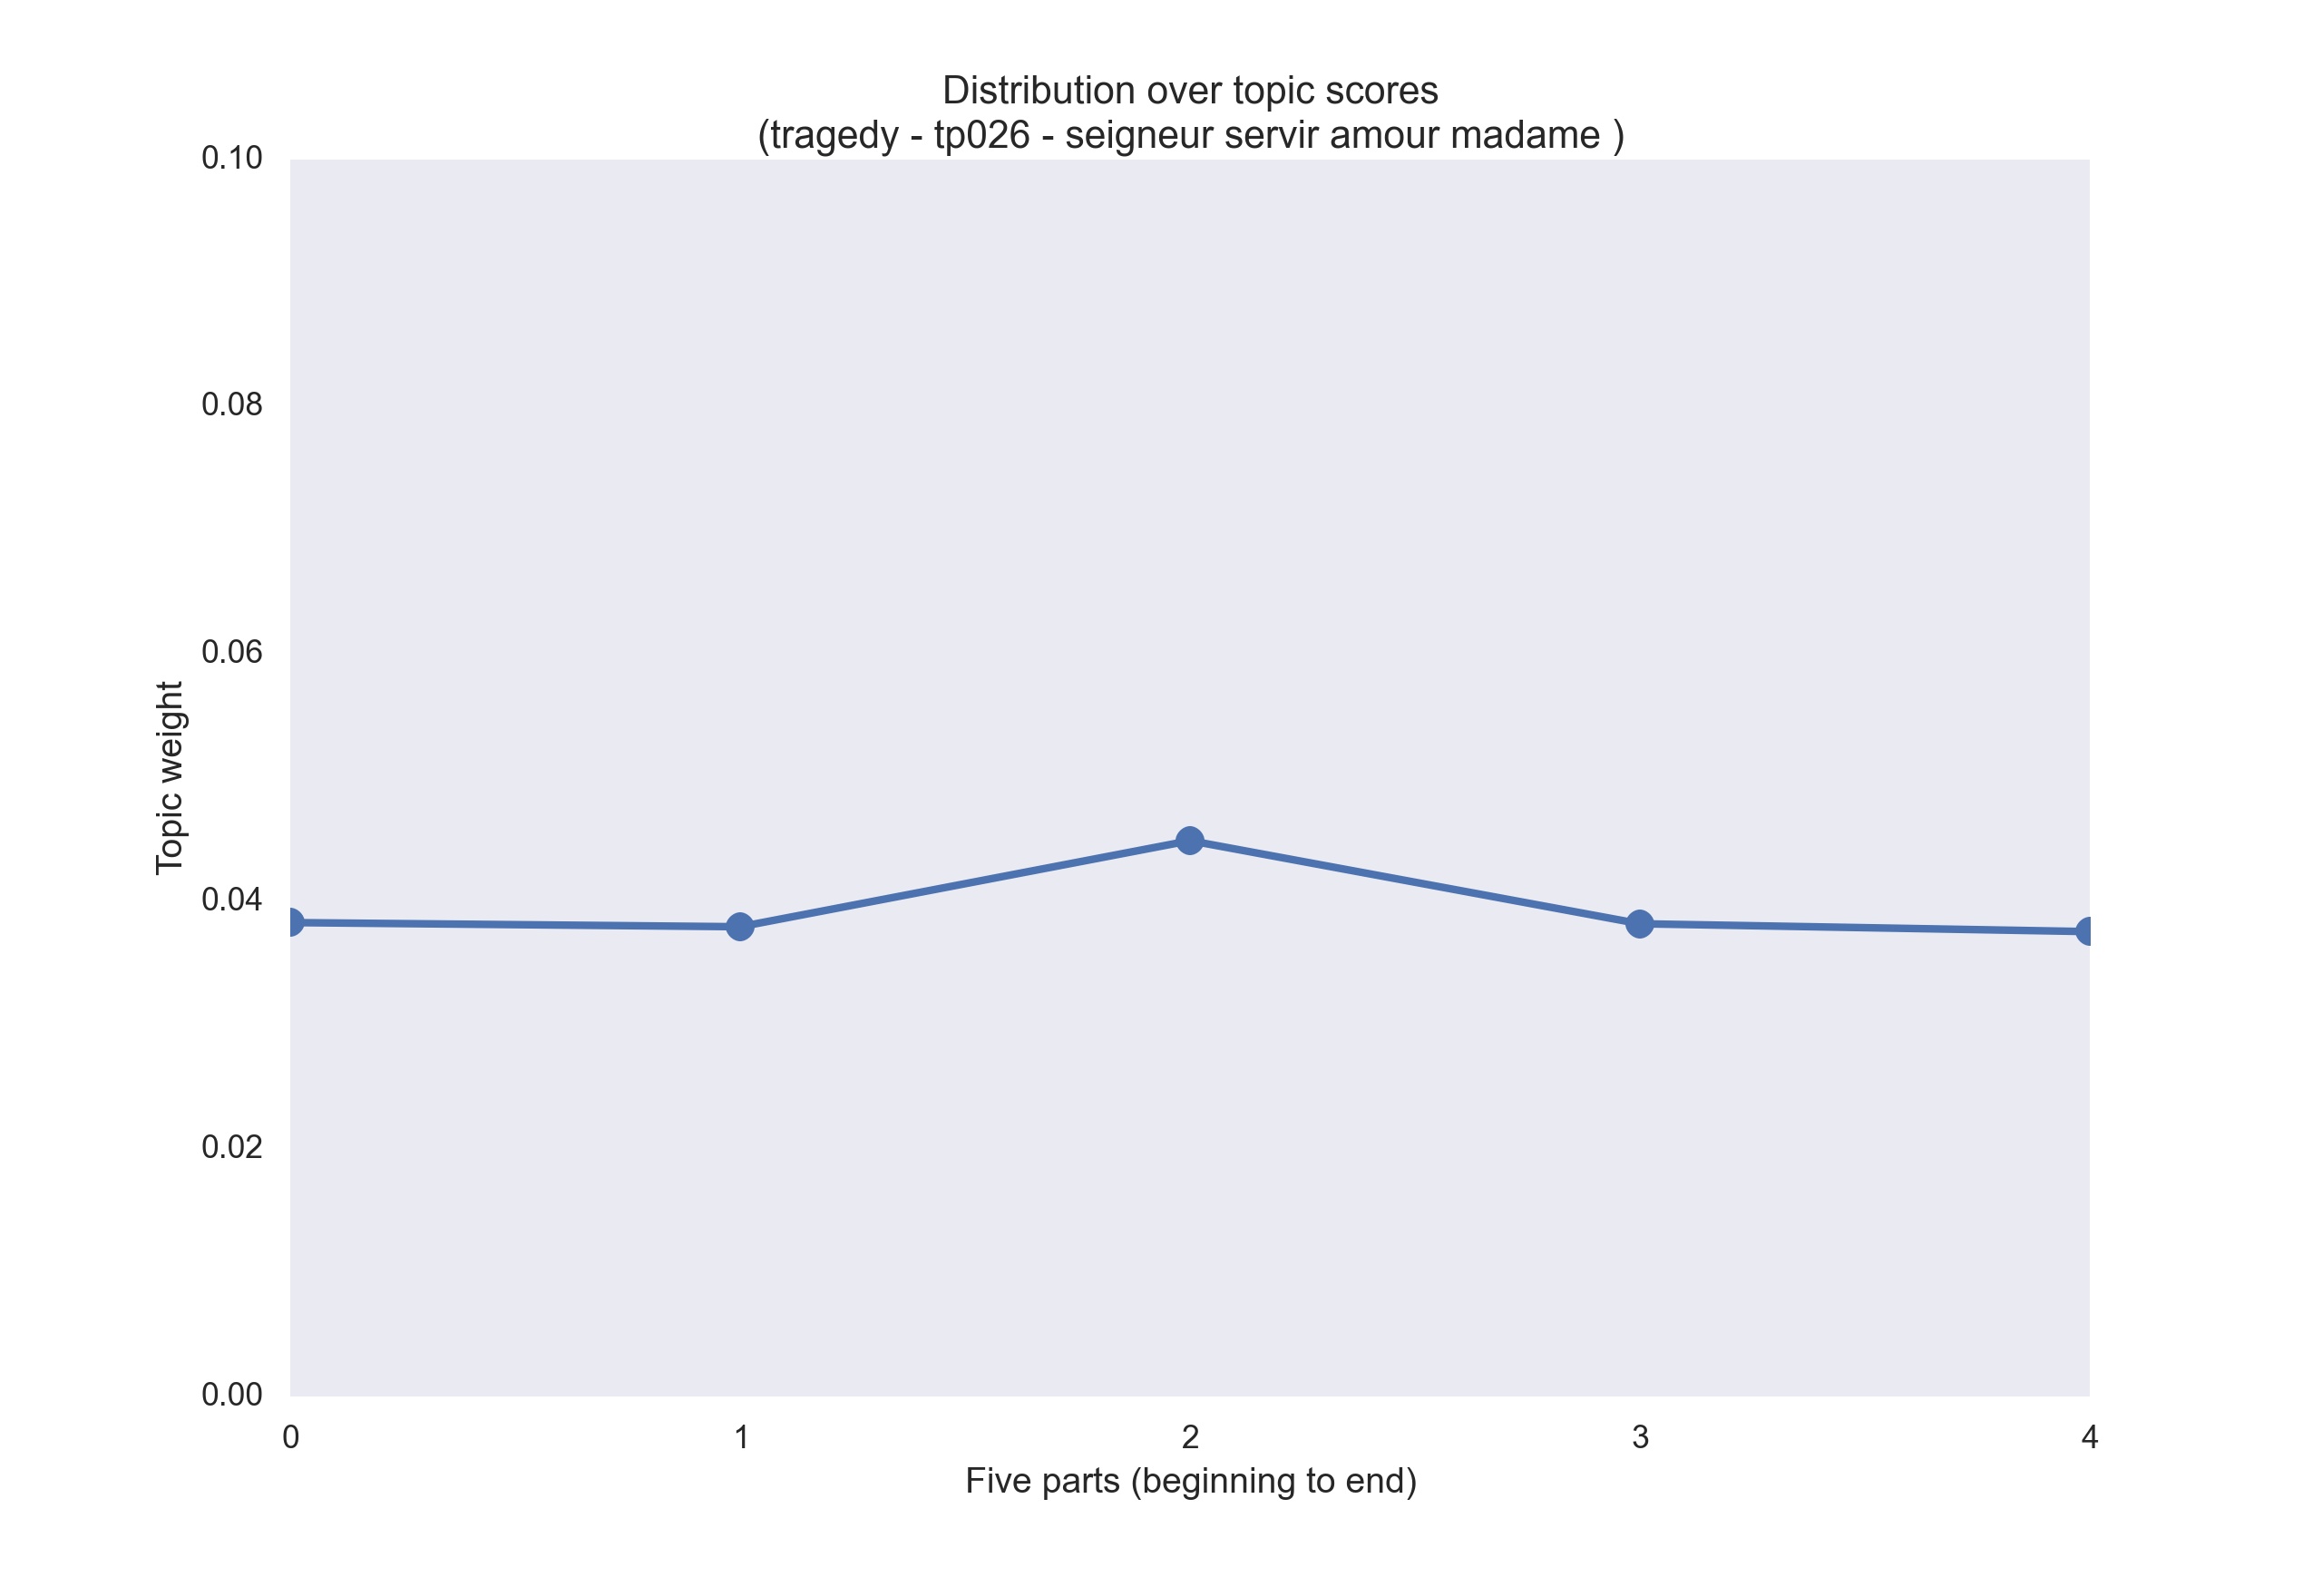 Distribution over topic scores
(tragedy - tp026 - seigneur servir amour madame )
0.10
0.08
0.06
0.04
0.02
0.00
Topic weight
0 1 2 3 4
Five parts (beginning to end)